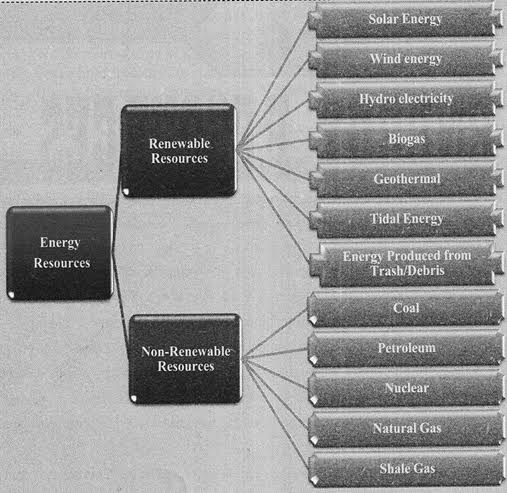 Energy
Resources
Renewable
Resources
Solar Energy
Wind energy
Hydro electricity
Biogas
Geothermal
Tidal Energy
Energy Produced from
Trash/Debris
Non-Renewable
Resources
Coal
Petroleum
Nuclear
Natural Gas
Shale Gas